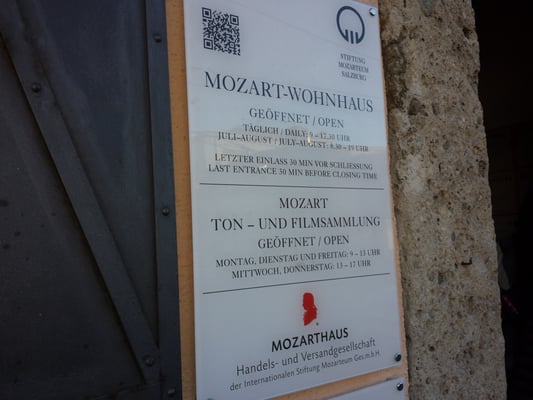 STIFTUNG
MOZARTEUM
SALZBURG
MOZART-WOHNHAUS
GEÖFFNET / OPEN
TÄGLICH / DAILY: 9 – 17.30 UHR
JULI-AUGUST / JULY-AUGUST: 8.30 – 19 UHR
LETZTER EINLASS 30 MIN VOR SCHLIESSUNG
LAST ENTRANCE 30 MIN BEFORE CLOSING TIME
MOZART
TON – UND FILMSAMMLUNG
GEÖFFNET / OPEN
MONTAG, DIENSTAG UND FREITAG: 9 – 13 UHR
MITTWOCH, DONNERSTAG: 13 – 17 UHR
MOZARTHAUS
Handels- und Versandgesellschaft
der Internationalen Stiftung Mozarteum Ges.m.b.H.